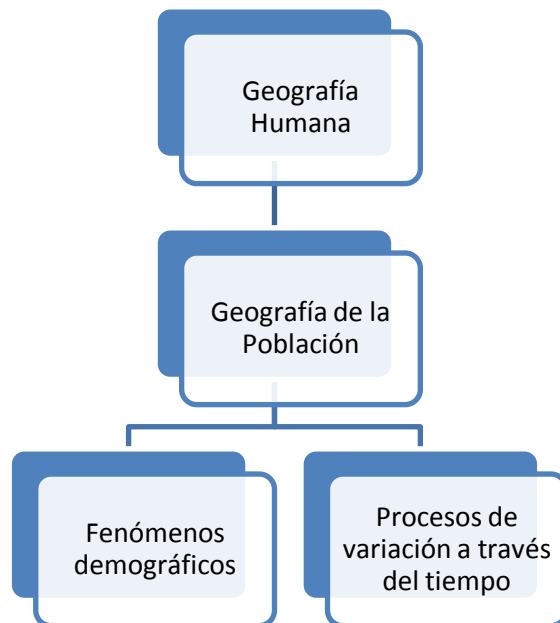 Geografía
Humana
Geografía de la
Población
Fenómenos
demográficos
Procesos de
variación a través
del tiempo